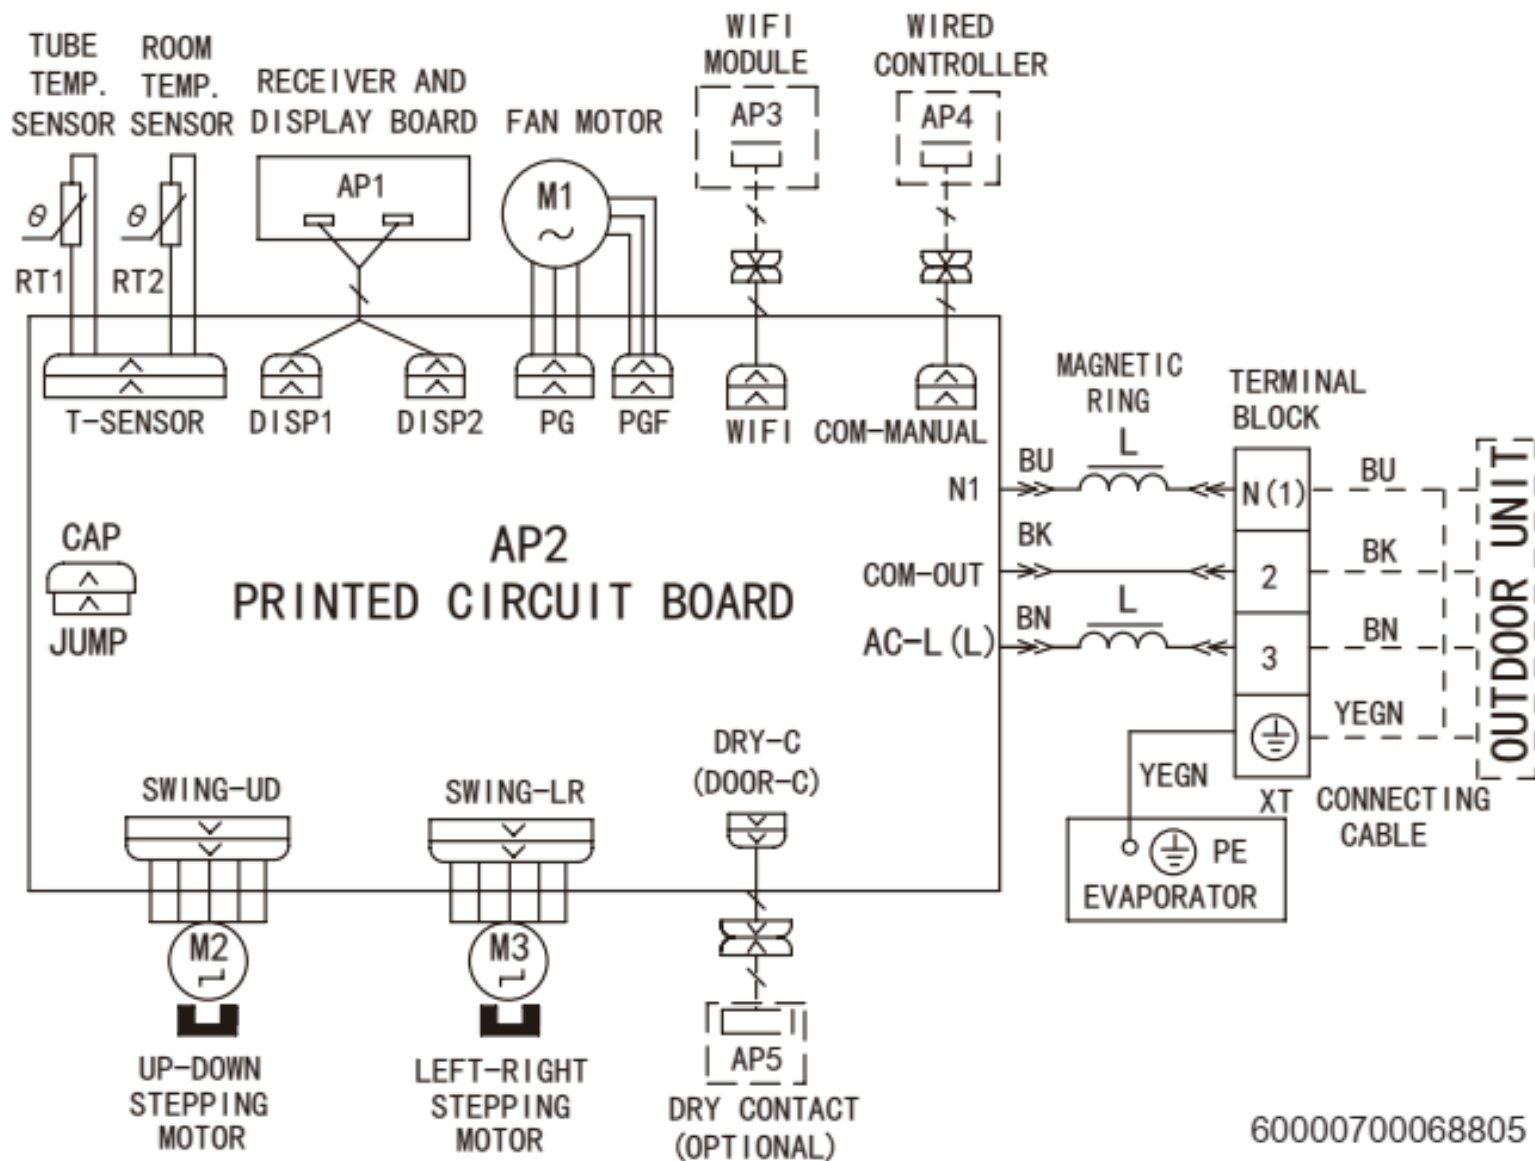 TUBE
TEMP.
SENSOR
ROOM
TEMP.
SENSOR
RECEIVER AND
DISPLAY BOARD
FAN MOTOR
WIFI
MODULE
WIRED
CONTROLLER
AP3
AP4
AP1
M1
θ
θ
RT1
RT2
T-SENSOR
DISP1
DISP2
PG
PGF
WIFI
COM-MANUAL
MAGNETIC
RING
TERMINAL
BLOCK
N1
BU
L
N(1)
BU
CAP
JUMP
AP2
PRINTED CIRCUIT BOARD
COM-OUT
BK
2
BK
AC-L(L)
BN
L
3
BN
YEGN
OUTDOOR UNIT
YEGN
XT
CONNECTING
CABLE
PE
EVAPORATOR
SWING-UD
SWING-LR
DRY-C
(DOOR-C)
M2
M3
AP5
UP-DOWN
STEPPING
MOTOR
LEFT-RIGHT
STEPPING
MOTOR
DRY CONTACT
(OPTIONAL)
60000700068805